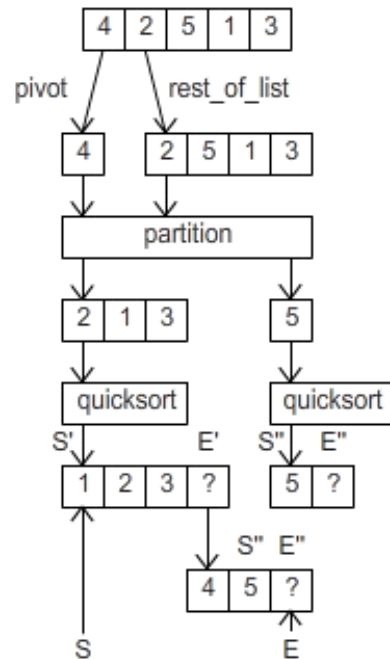 4 2 5 1 3
pivot rest_of_list
4 2 5 1 3
partition
2 1 3 5
quicksort quicksort
S' E' S" E"
1 2 3 ? 5 ?
S" E"
4 5 ?
S E